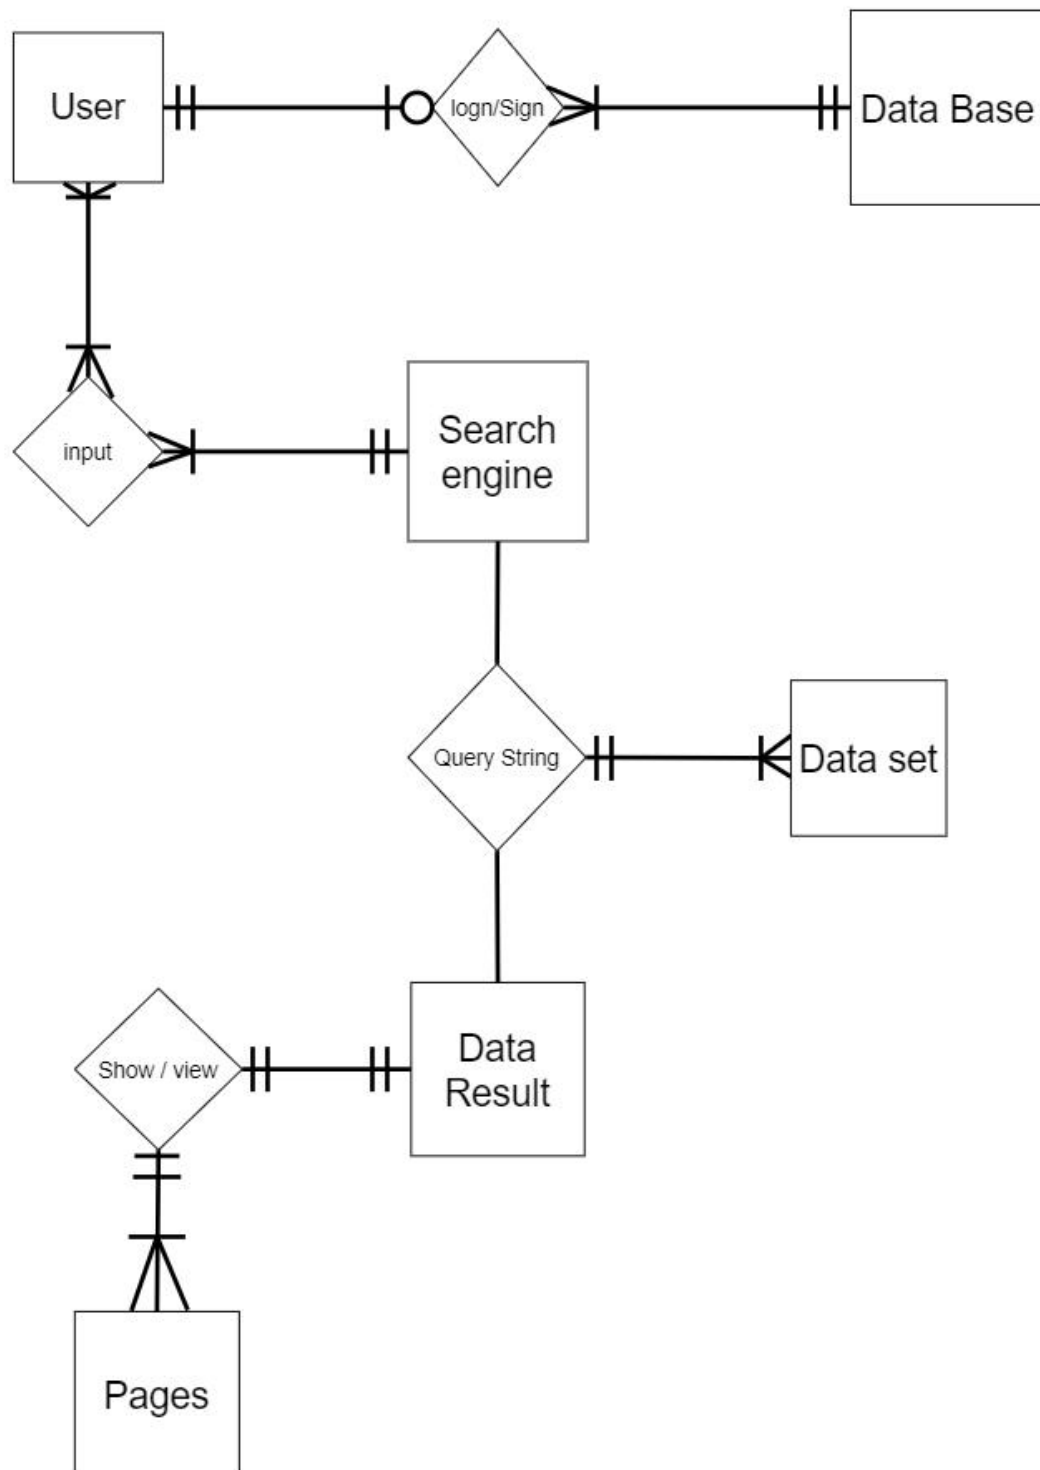 User
logn/Sign
Data Base
Search
engine
input
Query String
Data set
Data
Result
Show / view
Pages